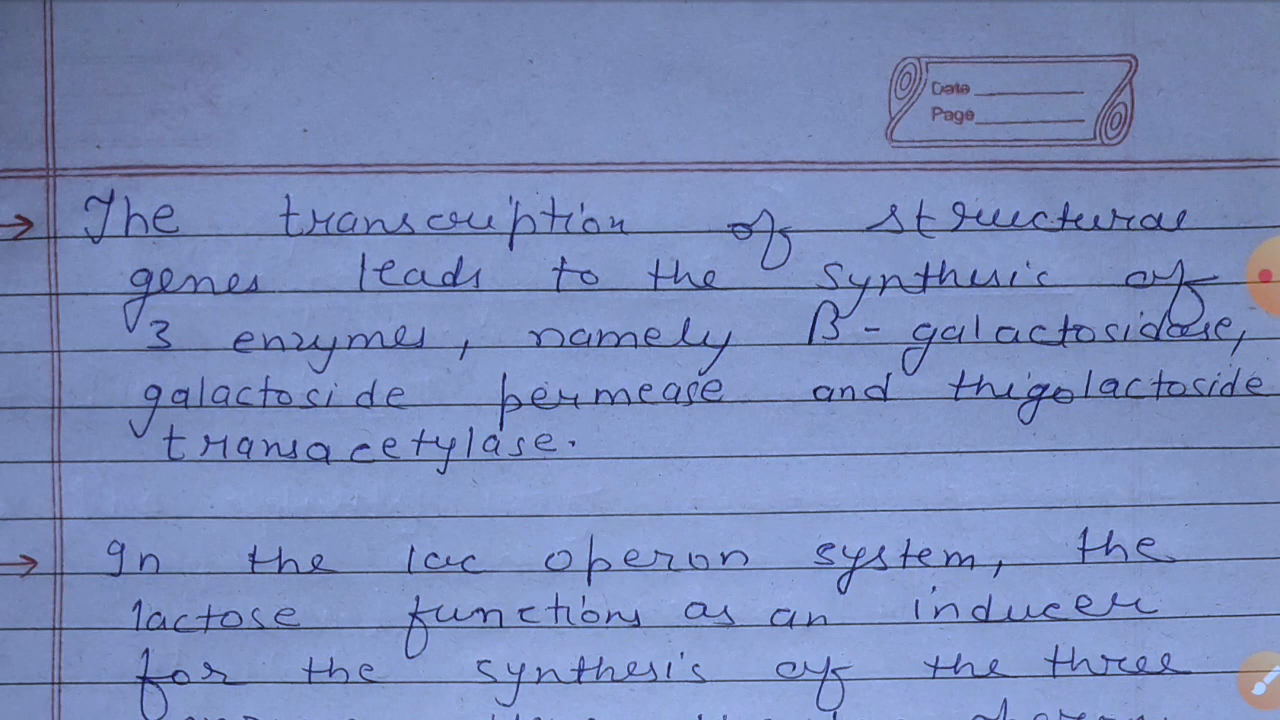 Date
Page
→ The transcription of structural
genes leads to the synthesis of
3 enzymes, namely β-galactosidase,
galactoside permease and thigolactoside
transacetylase.
→ In the lac operon system, the
lactose functions as an inducer
for the synthesis of the three